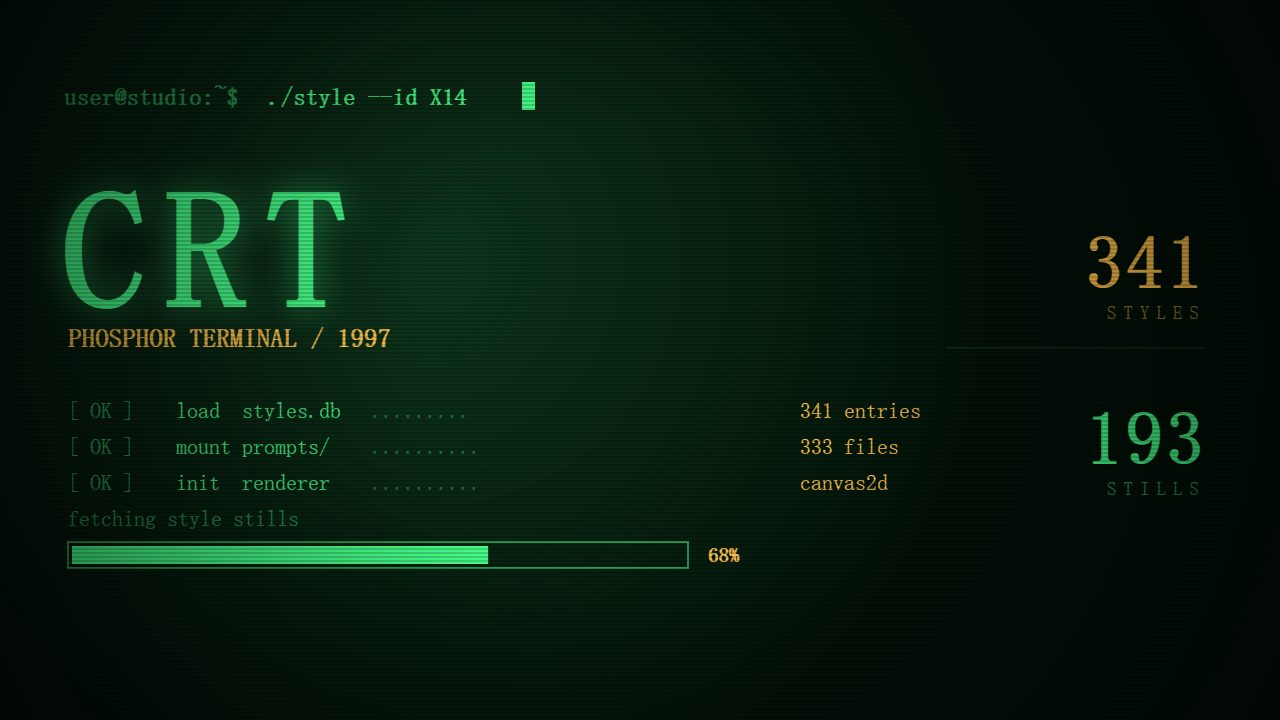 user@studio:~$ ./style --id X14
CRT
PHOSPHOR TERMINAL / 1997
341
STYLES
[ OK ] load styles.db ......... 341 entries
[ OK ] mount prompts/ .......... 333 files
[ OK ] init renderer .......... canvas2d
193
STILLS
fetching style stills
68%